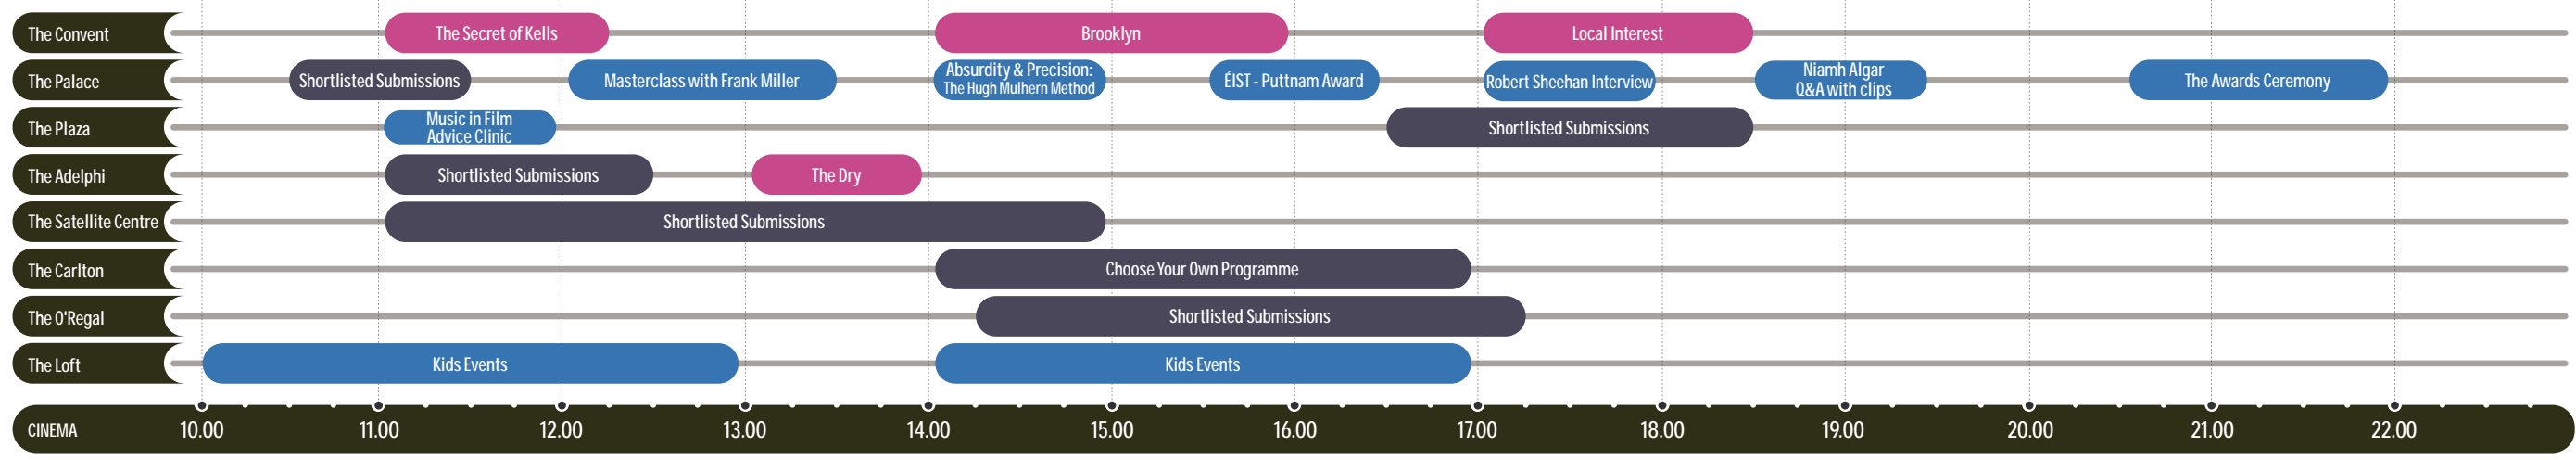 The Convent
The Secret of Kells
Brooklyn
Local Interest
The Palace
Shortlisted Submissions
Masterclass with Frank Miller
Absurdity & Precision:
The Hugh Mulhern Method
ÉIST - Puttnam Award
Robert Sheehan Interview
Niamh Algar
Q&A with clips
The Awards Ceremony
The Plaza
Music in Film
Advice Clinic
Shortlisted Submissions
The Adelphi
Shortlisted Submissions
The Dry
The Satellite Centre
Shortlisted Submissions
The Carlton
Choose Your Own Programme
The O'Regal
Shortlisted Submissions
The Loft
Kids Events
Kids Events
CINEMA
10.00
11.00
12.00
13.00
14.00
15.00
16.00
17.00
18.00
19.00
20.00
21.00
22.00